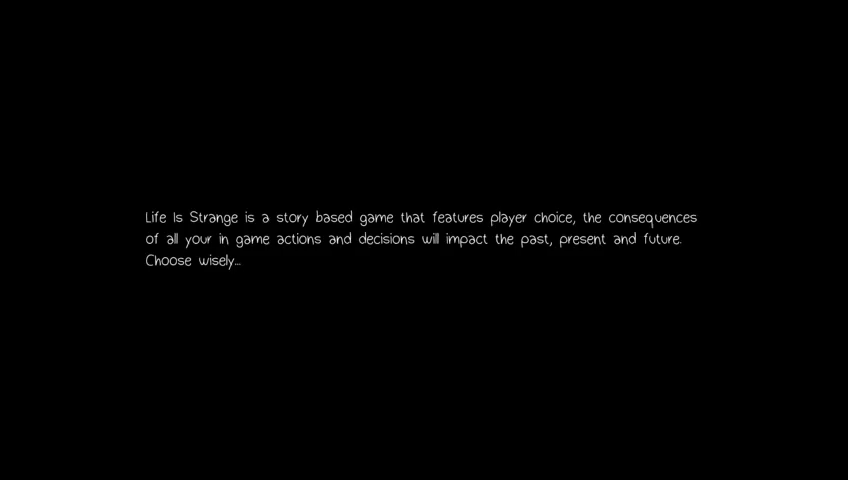 Life Is Strange is a story based game that features player choice, the consequences
of all your in game actions and decisions will impact the past, present and future.
Choose wisely...